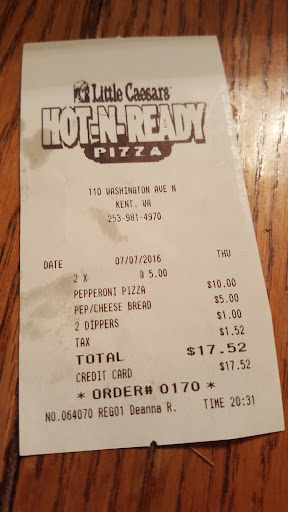 Little Caesars
HOT-N-READY
PIZZA
110 WASHINGTON AVE N
KENT, WA
253-981-4970
DATE 07/07/2016 THU
2 X @ 5.00
PEPPERONI PIZZA $10.00
PEP/CHEESE BREAD $5.00
2 DIPPERS $1.00
TAX $1.52
TOTAL $17.52
CREDIT CARD $17.52
* ORDER# 0170 *
NO.064070 REG01 Deanna R. TIME 20:31